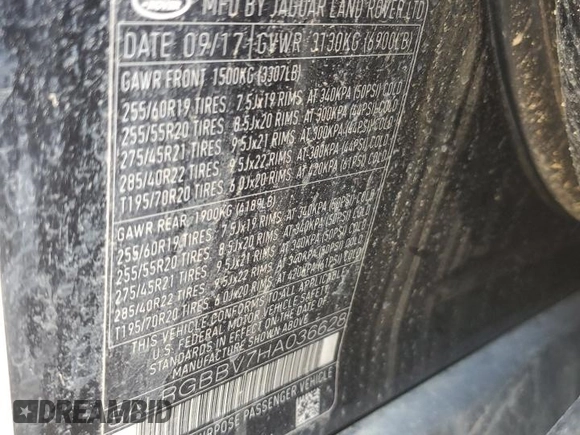 MFD BY JAGUAR LAND ROVER LTD
DATE 09/17 GVWR 3130KG (6900LB)
GAWR FRONT 1500KG (3307LB)
255/60R19 TIRES 7.5Jx19 RIMS AT 340KPA (50PSI) COLD
255/55R20 TIRES 8.5Jx20 RIMS AT 300KPA (44PSI) COLD
275/45R21 TIRES 9.5Jx21 RIMS AT 300KPA (44PSI) COLD
285/40R22 TIRES 9.5Jx22 RIMS AT 300KPA (44PSI) COLD
T195/70R20 TIRES 6.0Jx20 RIMS AT 420KPA (61PSI) COLD
GAWR REAR 1900KG (4189LB)
255/60R19 TIRES 7.5Jx19 RIMS AT 340KPA (50PSI) COLD
255/55R20 TIRES 8.5Jx20 RIMS AT 340KPA (50PSI) COLD
275/45R21 TIRES 9.5Jx21 RIMS AT 340KPA (50PSI) COLD
285/40R22 TIRES 9.5Jx22 RIMS AT 340KPA (50PSI) COLD
T195/70R20 TIRES 6.0Jx20 RIMS AT 420KPA (61PSI) COLD
THIS VEHICLE CONFORMS TO ALL APPLICABLE
U.S. FEDERAL MOTOR VEHICLE SAFETY
STANDARDS IN EFFECT ON THE DATE OF
MANUFACTURE SHOWN ABOVE
RGBBV7HA036628
PURPOSE PASSENGER VEHICLE
DREAMBID